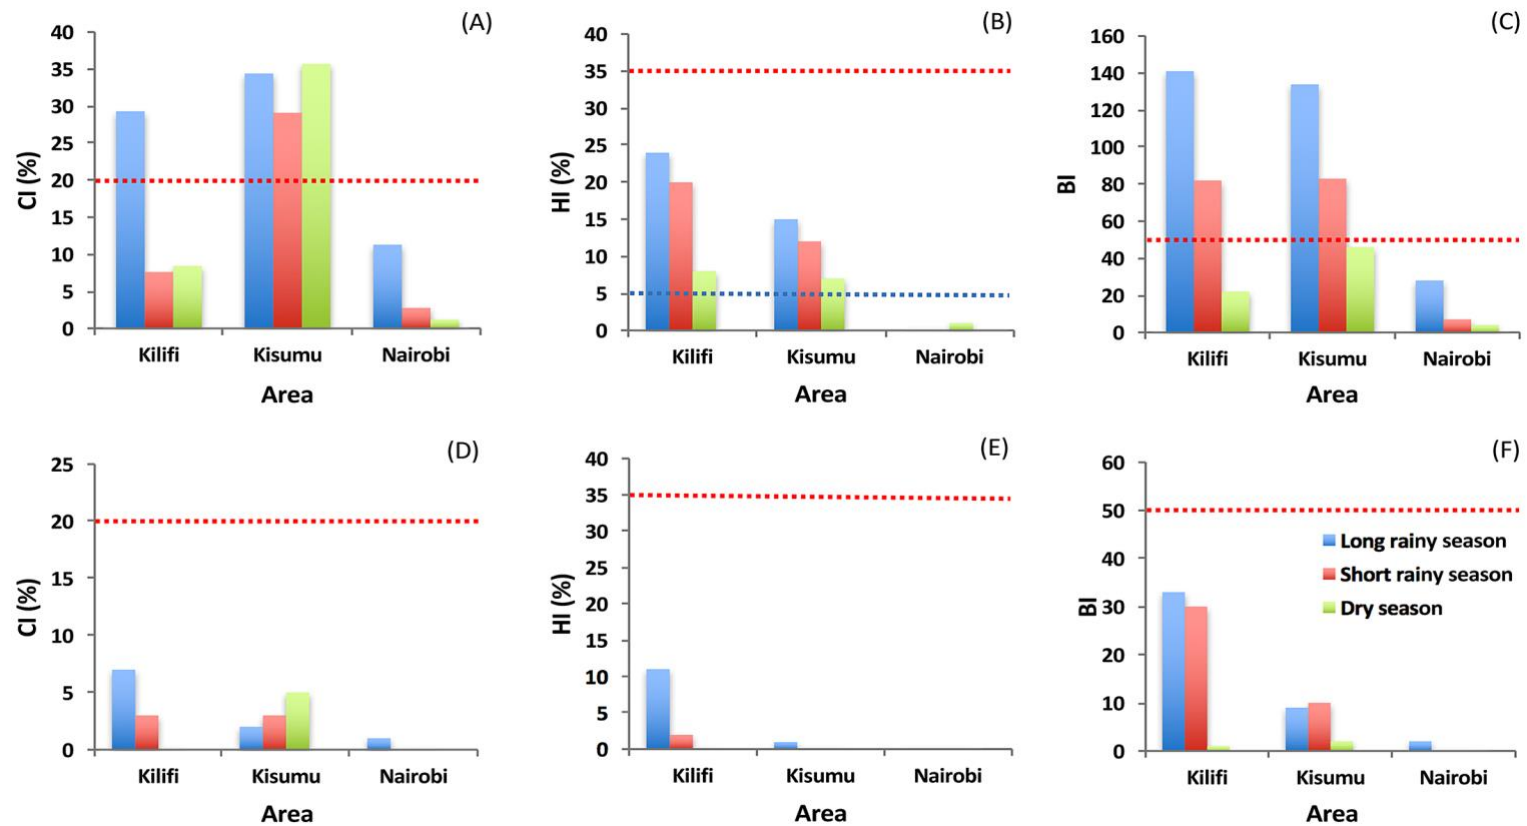 (A)
CI (%)
40
35
30
25
20
15
10
5
0
Kilifi Kisumu Nairobi
Area
(B)
HI (%)
40
35
30
25
20
15
10
5
0
Kilifi Kisumu Nairobi
Area
(C)
BI
160
140
120
100
80
60
40
20
0
Kilifi Kisumu Nairobi
Area
(D)
CI (%)
25
20
15
10
5
0
Kilifi Kisumu Nairobi
Area
(E)
HI (%)
40
35
30
25
20
15
10
5
0
Kilifi Kisumu Nairobi
Area
(F)
BI
60
50
40
30
20
10
0
Long rainy season
Short rainy season
Dry season
Kilifi Kisumu Nairobi
Area